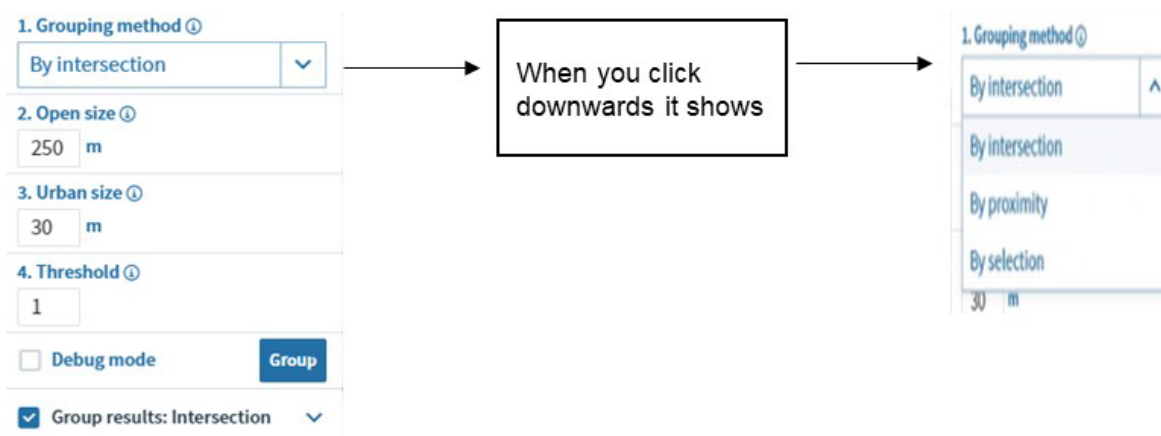 1. Grouping method
By intersection
2. Open size
250 m
3. Urban size
30 m
4. Threshold
1
Debug mode
Group
Group results: Intersection
When you click
downwards it shows
1. Grouping method
By intersection
By intersection
By proximity
By selection
30 m